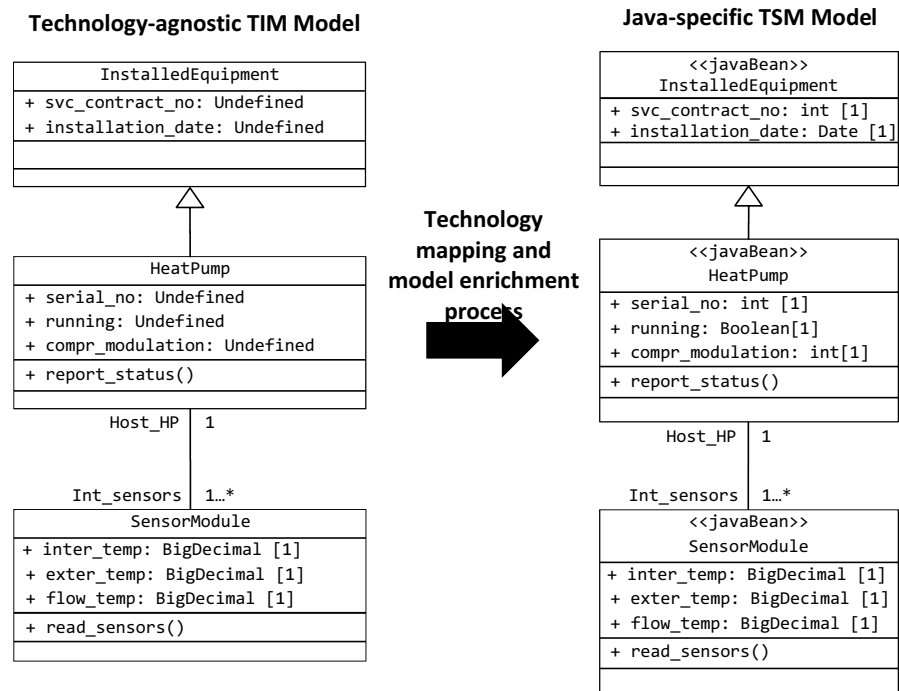 Technology-agnostic TIM Model
InstalledEquipment
+ svc_contract_no: Undefined
+ installation_date: Undefined
HeatPump
+ serial_no: Undefined
+ running: Undefined
+ compr_modulation: Undefined
+ report_status()
Host_HP 1
Int_sensors 1…*
SensorModule
+ inter_temp: BigDecimal [1]
+ exter_temp: BigDecimal [1]
+ flow_temp: BigDecimal [1]
+ read_sensors()
Technology
mapping and
model enrichment
process
Java-specific TSM Model
<<javaBean>>
InstalledEquipment
+ svc_contract_no: int [1]
+ installation_date: Date [1]
<<javaBean>>
HeatPump
+ serial_no: int [1]
+ running: Boolean[1]
+ compr_modulation: int[1]
+ report_status()
Host_HP 1
Int_sensors 1…*
<<javaBean>>
SensorModule
+ inter_temp: BigDecimal [1]
+ exter_temp: BigDecimal [1]
+ flow_temp: BigDecimal [1]
+ read_sensors()